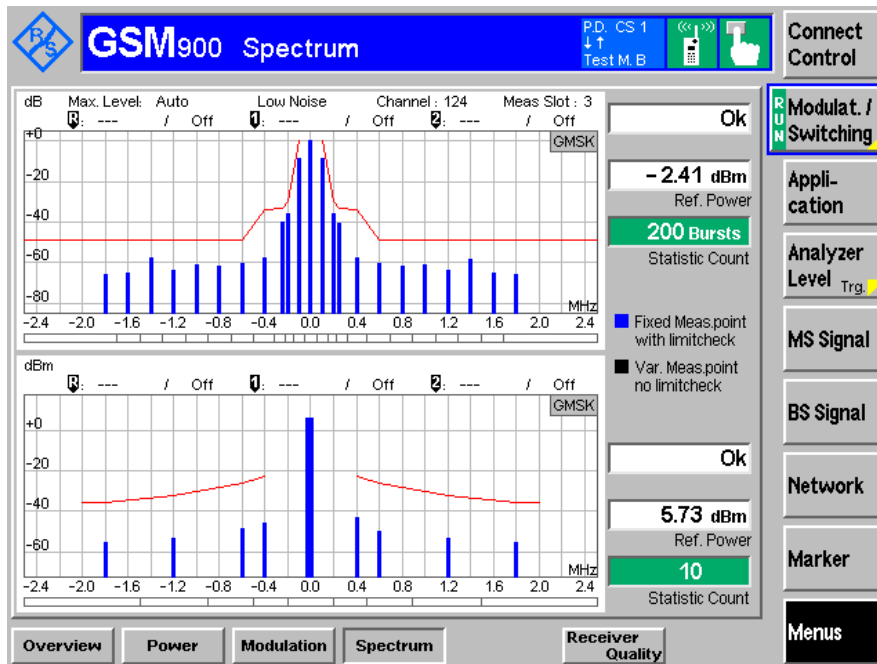 R&S
GSM900 Spectrum
P.D. CS 1
Test M. B
Connect
Control
dB Max. Level: Auto Low Noise Channel : 124 Meas Slot : 3
R: --- / Off 1: --- / Off 2: --- / Off
GMSK
+0
-20
-40
-60
-80
MHz
-2.4 -2.0 -1.6 -1.2 -0.8 -0.4 0.0 0.4 0.8 1.2 1.6 2.0 2.4
Ok
-2.41 dBm
Ref. Power
200 Bursts
Statistic Count
Fixed Meas.point
with limitcheck
Var. Meas.point
no limitcheck
dBm
R: --- / Off 1: --- / Off 2: --- / Off
GMSK
+0
-20
-40
-60
MHz
-2.4 -2.0 -1.6 -1.2 -0.8 -0.4 0.0 0.4 0.8 1.2 1.6 2.0 2.4
Ok
5.73 dBm
Ref. Power
10
Statistic Count
RUN
Modulat. /
Switching
Appli-
cation
Analyzer
Level Trg.
MS Signal
BS Signal
Network
Marker
Menus
Overview
Power
Modulation
Spectrum
Receiver
Quality